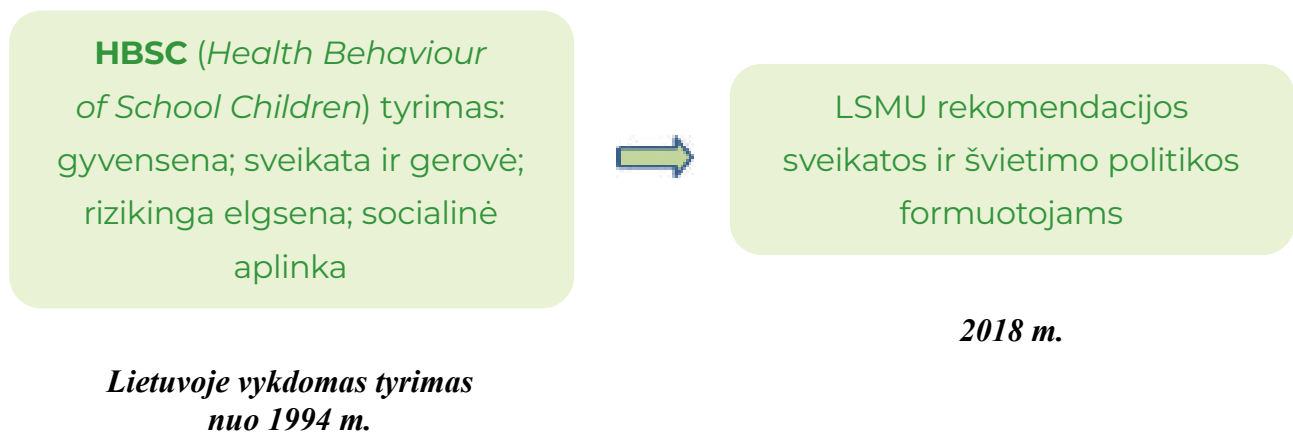 HBSC (Health Behaviour
of School Children) tyrimas:
gyvensena; sveikata ir gerovė;
rizikinga elgsena; socialinė
aplinka
Lietuvoje vykdomas tyrimas
nuo 1994 m.
LSMU rekomendacijos
sveikatos ir švietimo politikos
formuotojams
2018 m.